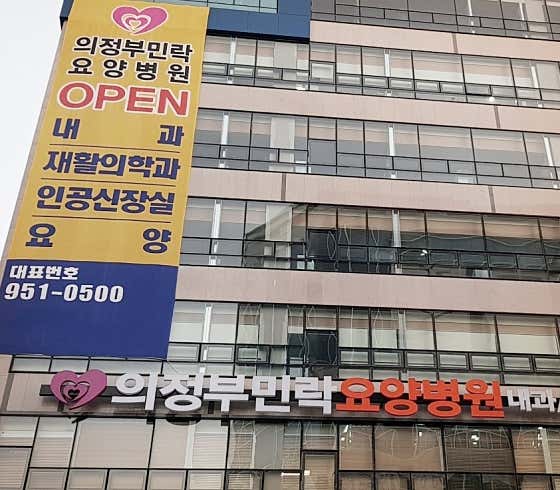 의정부민락
요양병원
OPEN
내 과
재활의학과
인공신장실
요 양
대표번호
951-0500
의정부민락요양병원 내과